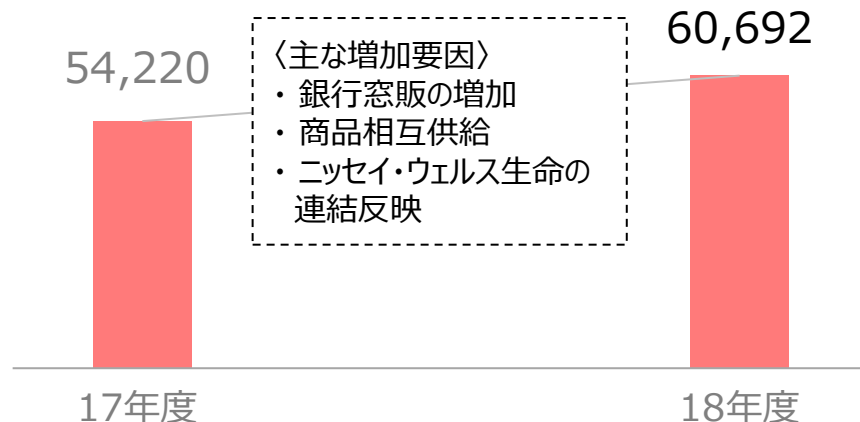 54,220
60,692
〈主な増加要因〉
・ 銀行窓販の増加
・ 商品相互供給
・ ニッセイ・ウェルス生命の
連結反映
17年度
18年度